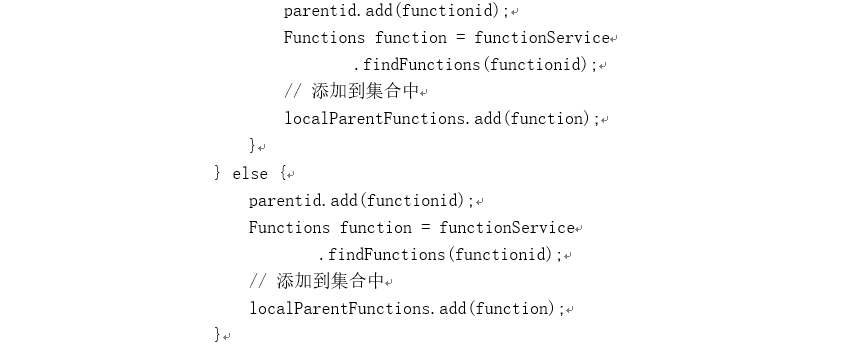 parentid.add(functionid);
Functions function = functionService
.findFunctions(functionid);
// 添加到集合中
localParentFunctions.add(function);
}
} else {
parentid.add(functionid);
Functions function = functionService
.findFunctions(functionid);
// 添加到集合中
localParentFunctions.add(function);
}